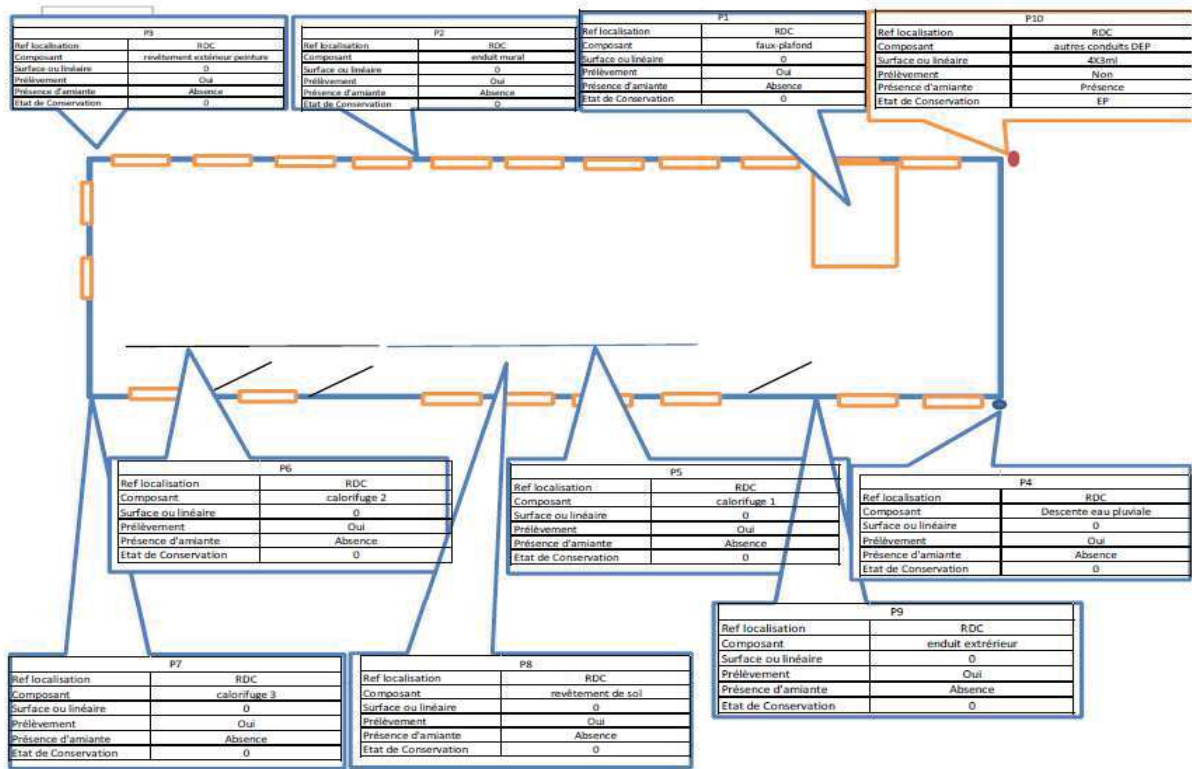 P3
Ref localisation RDC
Composant revêtement extérieur peinture
Surface ou linéaire 0
Prélèvement Oui
Présence d'amiante Absence
Etat de Conservation 0
P2
Ref localisation RDC
Composant enduit mural
Surface ou linéaire 0
Prélèvement Oui
Présence d'amiante Absence
Etat de Conservation 0
P1
Ref localisation RDC
Composant faux-plafond
Surface ou linéaire 0
Prélèvement Oui
Présence d'amiante Absence
Etat de Conservation 0
P10
Ref localisation RDC
Composant autres conduits DEP
Surface ou linéaire 4X3ml
Prélèvement Non
Présence d'amiante Présence
Etat de Conservation EP
P6
Ref localisation RDC
Composant calorifuge 2
Surface ou linéaire 0
Prélèvement Oui
Présence d'amiante Absence
Etat de Conservation 0
P5
Ref localisation RDC
Composant calorifuge 1
Surface ou linéaire 0
Prélèvement Oui
Présence d'amiante Absence
Etat de Conservation 0
P4
Ref localisation RDC
Composant Descente eau pluviale
Surface ou linéaire 0
Prélèvement Oui
Présence d'amiante Absence
Etat de Conservation 0
P7
Ref localisation RDC
Composant calorifuge 3
Surface ou linéaire 0
Prélèvement Oui
Présence d'amiante Absence
Etat de Conservation 0
P8
Ref localisation RDC
Composant revêtement de sol
Surface ou linéaire 0
Prélèvement Oui
Présence d'amiante Absence
Etat de Conservation 0
P9
Ref localisation RDC
Composant enduit extrérieur
Surface ou linéaire 0
Prélèvement Oui
Présence d'amiante Absence
Etat de Conservation 0